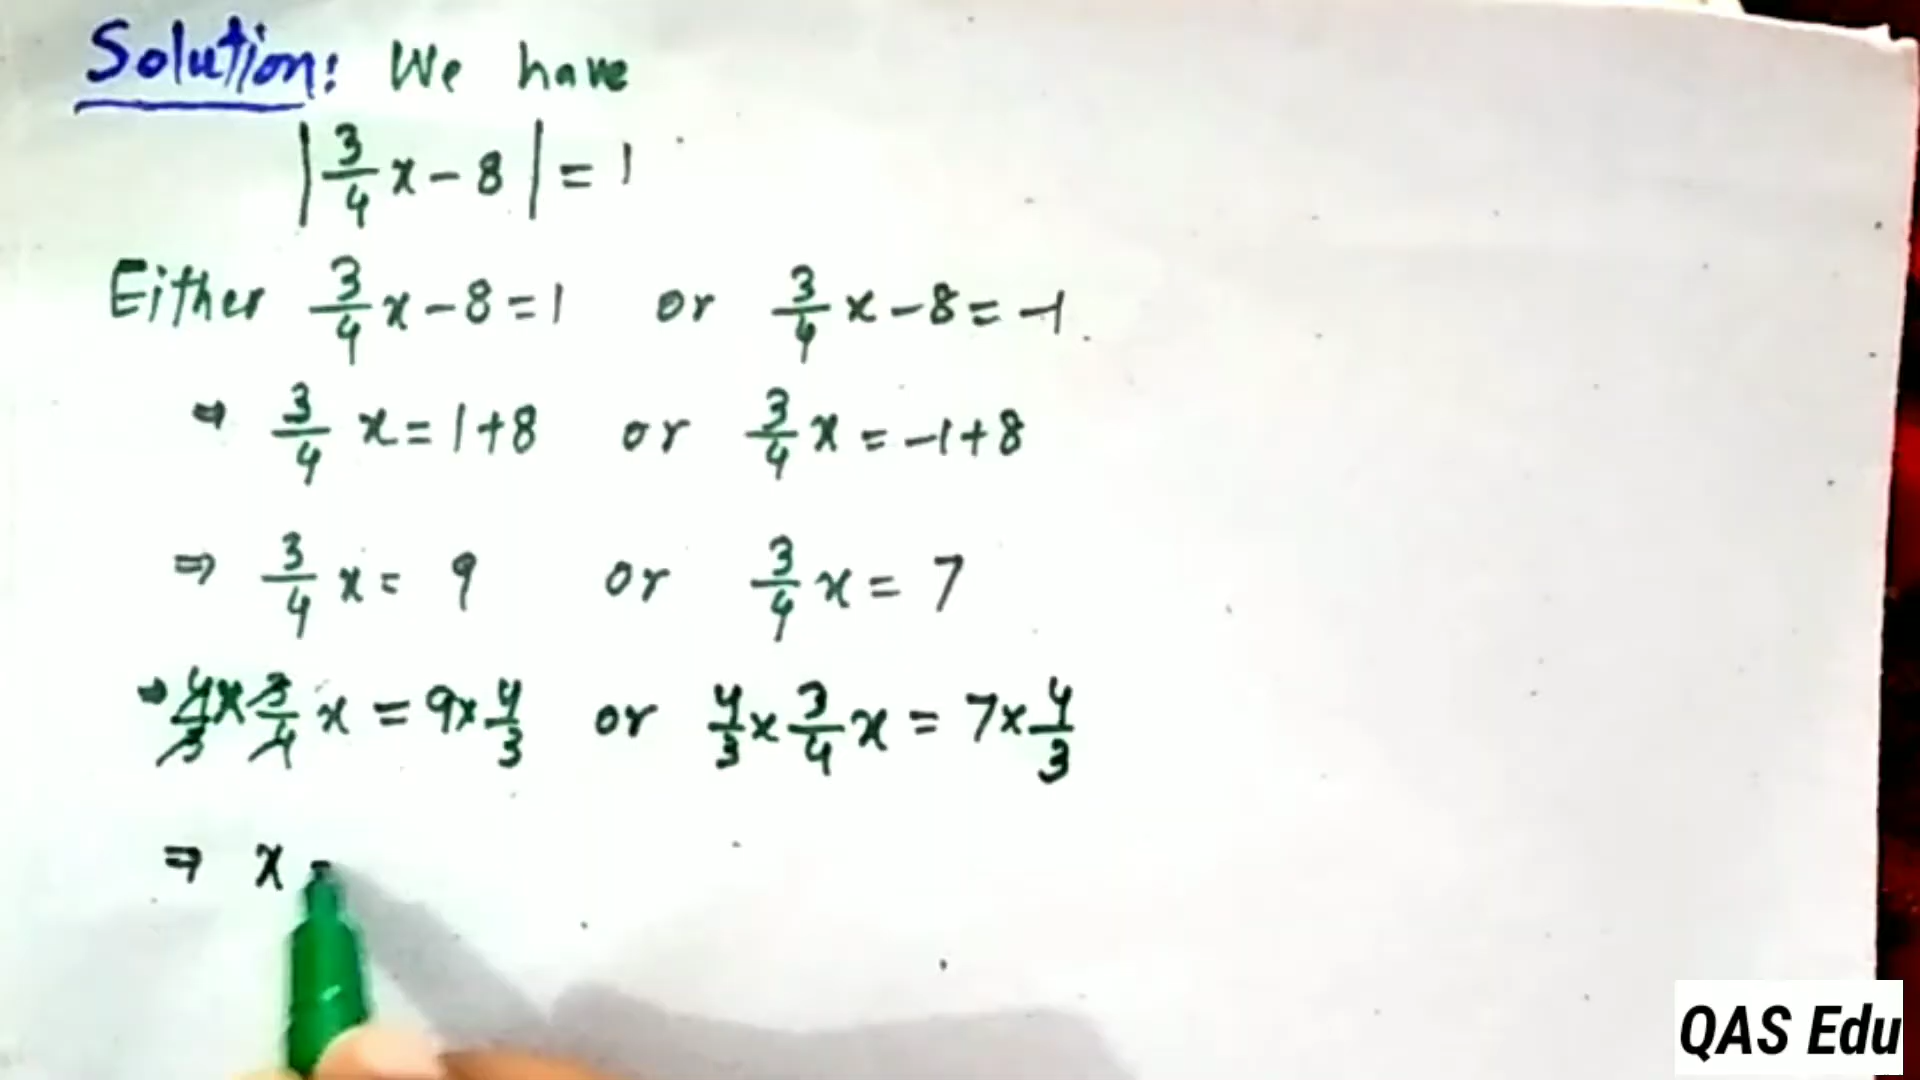 Solution: We have
|3/4 x - 8| = 1
Either 3/4 x - 8 = 1 or 3/4 x - 8 = -1
⇒ 3/4 x = 1 + 8 or 3/4 x = -1 + 8
⇒ 3/4 x = 9 or 3/4 x = 7
⇒ 4/3 × 3/4 x = 9 × 4/3 or 4/3 × 3/4 x = 7 × 4/3
⇒ x =
QAS Edu